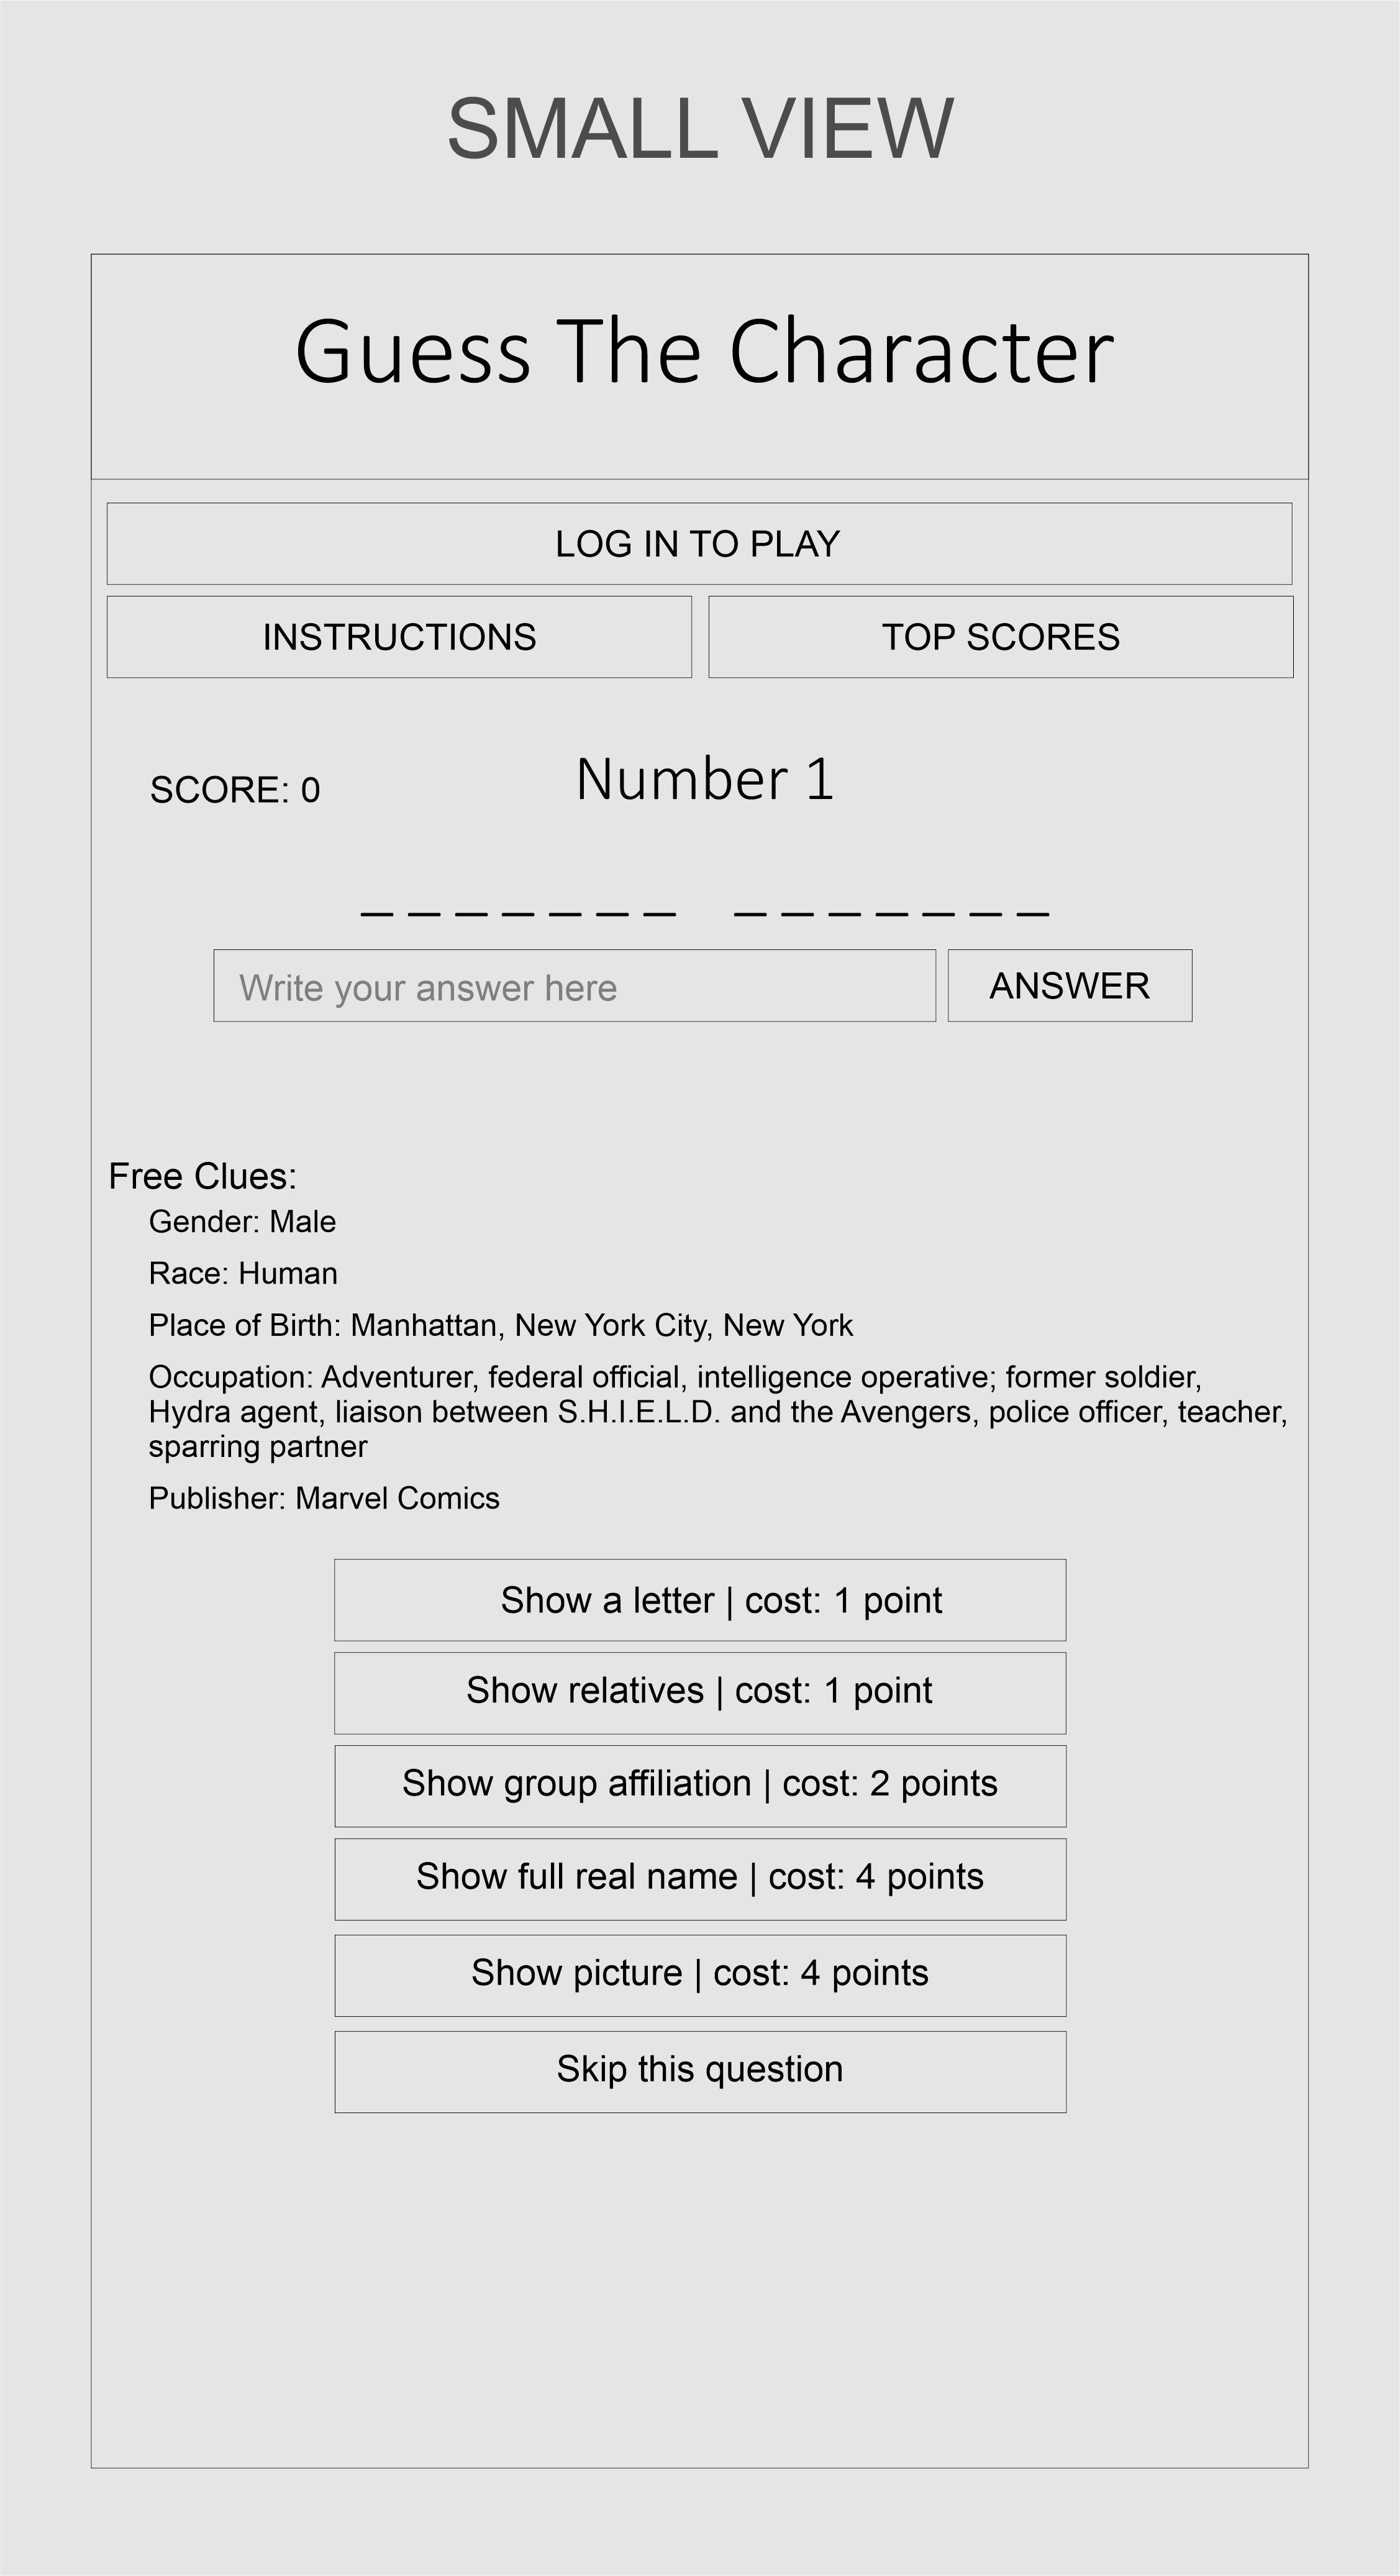 SMALL VIEW
Guess The Character
LOG IN TO PLAY
INSTRUCTIONS
TOP SCORES
SCORE: 0
Number 1
_ _ _ _ _ _ _   _ _ _ _ _ _ _
Write your answer here
ANSWER
Free Clues:
Gender: Male
Race: Human
Place of Birth: Manhattan, New York City, New York
Occupation: Adventurer, federal official, intelligence operative; former soldier,
Hydra agent, liaison between S.H.I.E.L.D. and the Avengers, police officer, teacher,
sparring partner
Publisher: Marvel Comics
Show a letter | cost: 1 point
Show relatives | cost: 1 point
Show group affiliation | cost: 2 points
Show full real name | cost: 4 points
Show picture | cost: 4 points
Skip this question